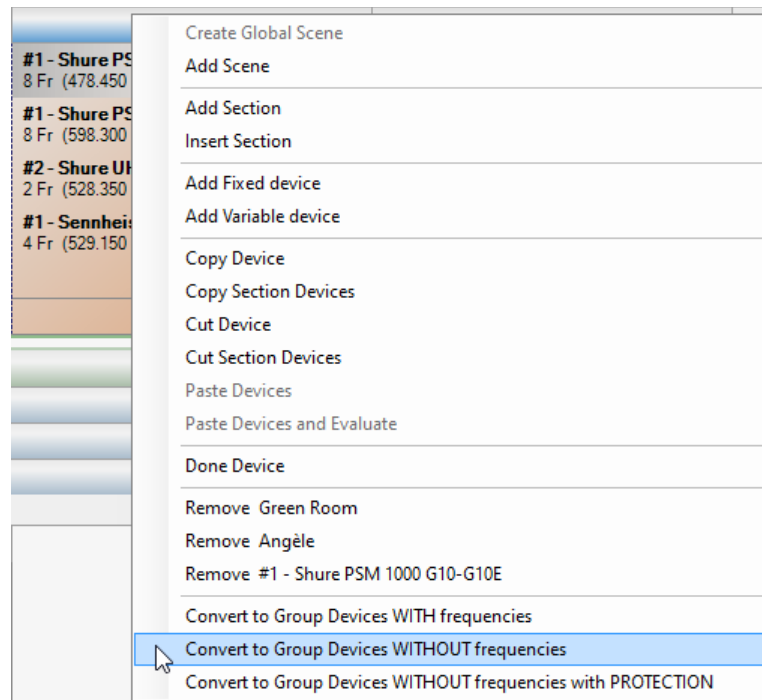 #1 - Shure PS
8 Fr (478.450
#1 - Shure PS
8 Fr (598.300
#2 - Shure UH
2 Fr (528.350
#1 - Sennheis
4 Fr (529.150
Create Global Scene
Add Scene
Add Section
Insert Section
Add Fixed device
Add Variable device
Copy Device
Copy Section Devices
Cut Device
Cut Section Devices
Paste Devices
Paste Devices and Evaluate
Done Device
Remove  Green Room
Remove  Angèle
Remove  #1 - Shure PSM 1000 G10-G10E
Convert to Group Devices WITH frequencies
Convert to Group Devices WITHOUT frequencies
Convert to Group Devices WITHOUT frequencies with PROTECTION